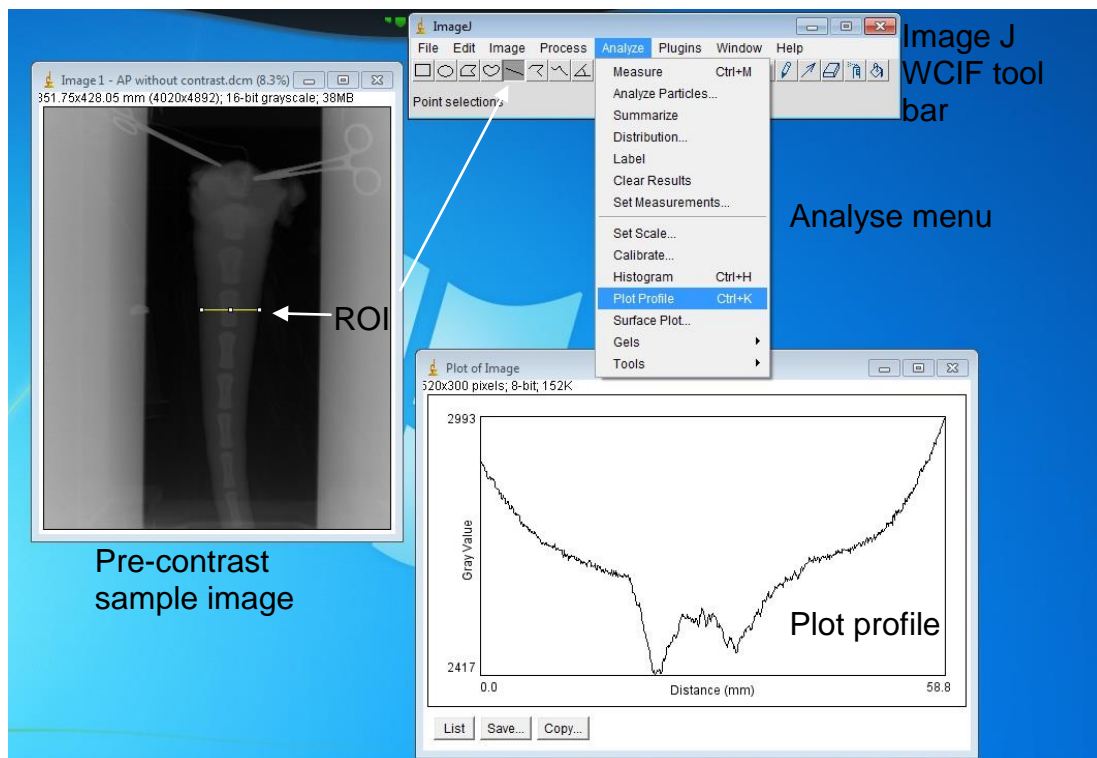 ImageJ
File Edit Image Process Analyze Plugins Window Help
Point selections
Image J
WCIF tool
bar
Image 1 - AP without contrast.dcm (8.3%)
351.75x428.05 mm (4020x4892); 16-bit grayscale; 38MB
Measure Ctrl+M
Analyze Particles...
Summarize
Distribution...
Label
Clear Results
Set Measurements...
Set Scale...
Calibrate...
Histogram Ctrl+H
Plot Profile Ctrl+K
Surface Plot...
Gels
Tools
Analyse menu
ROI
Pre-contrast
sample image
Plot of Image
520x300 pixels; 8-bit; 152K
2993
Gray Value
2417
0.0
Distance (mm)
58.8
Plot profile
List Save... Copy...